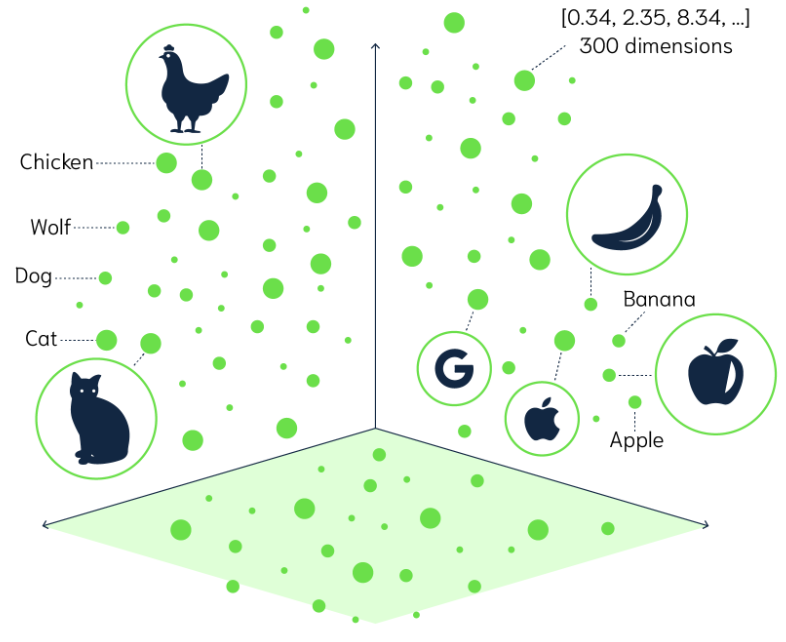 [0.34, 2.35, 8.34, ...]
300 dimensions
Chicken
Wolf
Dog
Cat
Banana
G
Apple